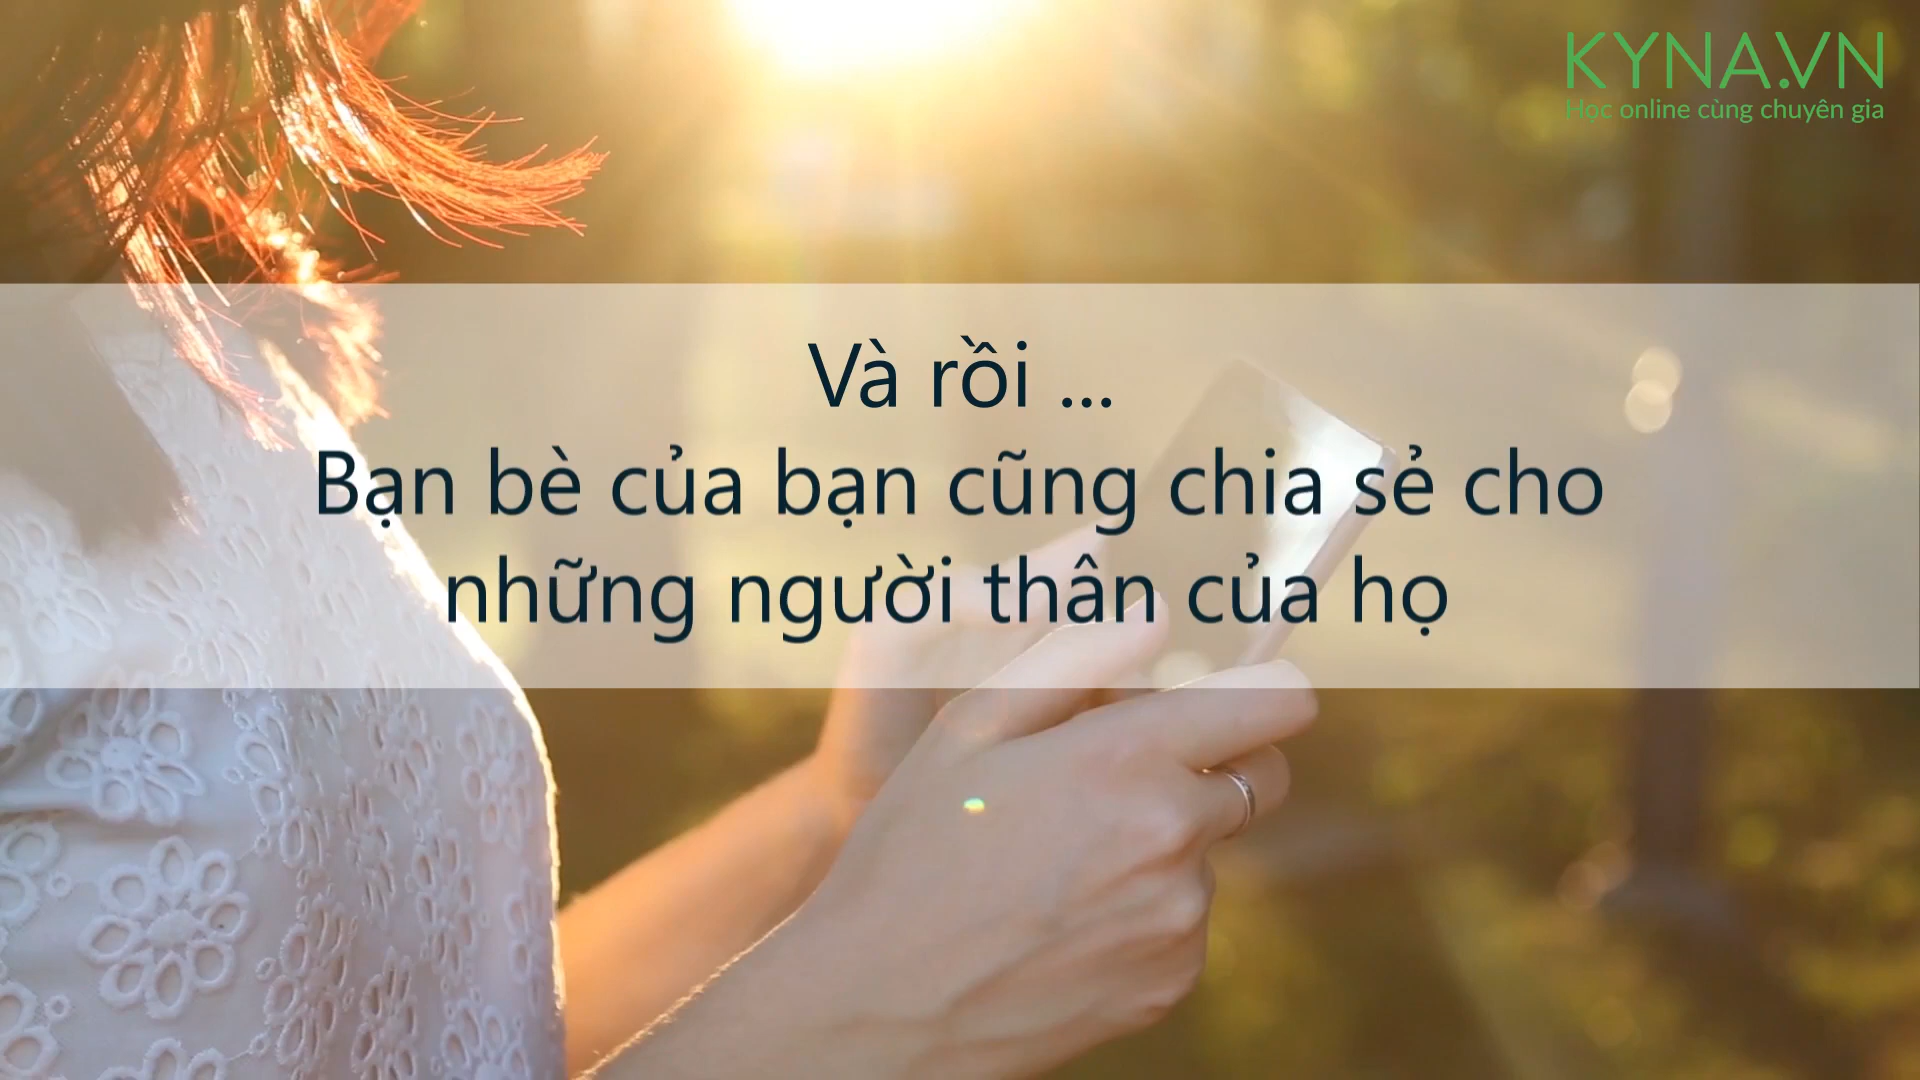 KYNA.VN
Học online cùng chuyên gia
Và rồi ...
Bạn bè của bạn cũng chia sẻ cho
những người thân của họ